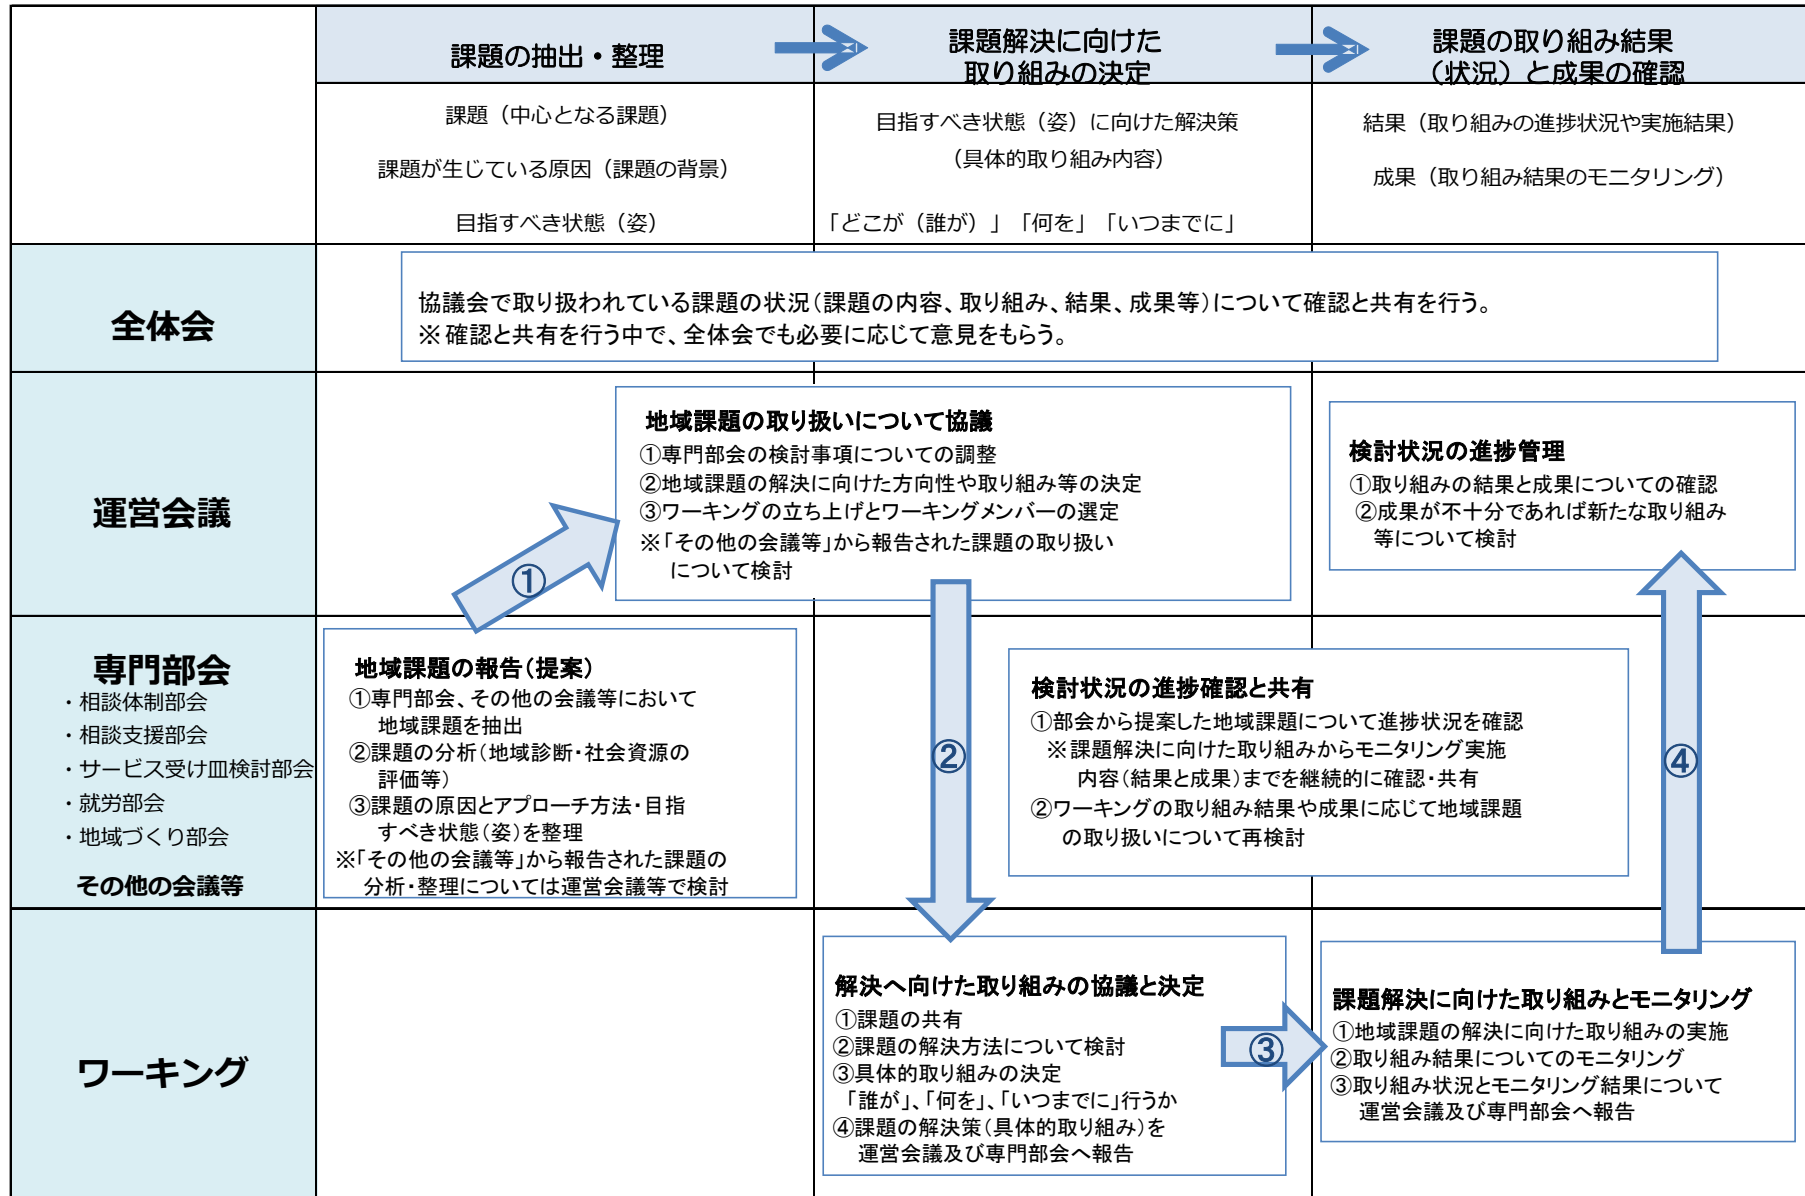 課題の抽出・整理
課題解決に向けた
取り組みの決定
課題の取り組み結果
（状況）と成果の確認
課題（中心となる課題）
課題が生じている原因（課題の背景）
目指すべき状態（姿）
目指すべき状態（姿）に向けた解決策
（具体的取り組み内容）
「どこが（誰が）」「何を」「いつまでに」
結果（取り組みの進捗状況や実施結果）
成果（取り組み結果のモニタリング）
全体会
協議会で取り扱われている課題の状況（課題の内容、取り組み、結果、成果等）について確認と共有を行う。
※確認と共有を行う中で、全体会でも必要に応じて意見をもらう。
運営会議
地域課題の取り扱いについて協議
①専門部会の検討事項についての調整
②地域課題の解決に向けた方向性や取り組み等の決定
③ワーキングの立ち上げとワーキングメンバーの選定
※「その他の会議等」から報告された課題の取り扱い
について検討
検討状況の進捗管理
①取り組みの結果と成果についての確認
②成果が不十分であれば新たな取り組み
等について検討
①
専門部会
・相談体制部会
・相談支援部会
・サービス受け皿検討部会
・就労部会
・地域づくり部会
その他の会議等
地域課題の報告（提案）
①専門部会、その他の会議等において
地域課題を抽出
②課題の分析（地域診断・社会資源の
評価等）
③課題の原因とアプローチ方法・目指
すべき状態（姿）を整理
※「その他の会議等」から報告された課題の
分析・整理については運営会議等で検討
②
検討状況の進捗確認と共有
①部会から提案した地域課題について進捗状況を確認
※課題解決に向けた取り組みからモニタリング実施
内容（結果と成果）までを継続的に確認・共有
②ワーキングの取り組み結果や成果に応じて地域課題
の取り扱いについて再検討
④
ワーキング
解決へ向けた取り組みの協議と決定
①課題の共有
②課題の解決方法について検討
③具体的取り組みの決定
「誰が」、「何を」、「いつまでに」行うか
④課題の解決策（具体的取り組み）を
運営会議及び専門部会へ報告
③
課題解決に向けた取り組みとモニタリング
①地域課題の解決に向けた取り組みの実施
②取り組み結果についてのモニタリング
③取り組み状況とモニタリング結果について
運営会議及び専門部会へ報告